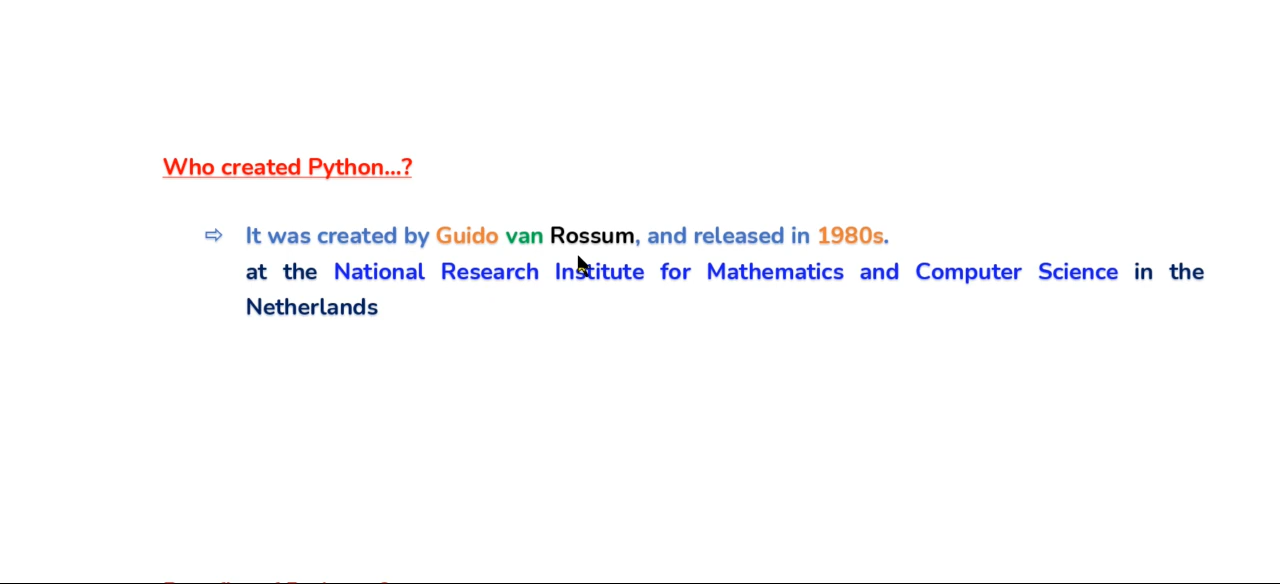 Who created Python...?
⇨ It was created by Guido van Rossum, and released in 1980s.
at the National Research Institute for Mathematics and Computer Science in the
Netherlands